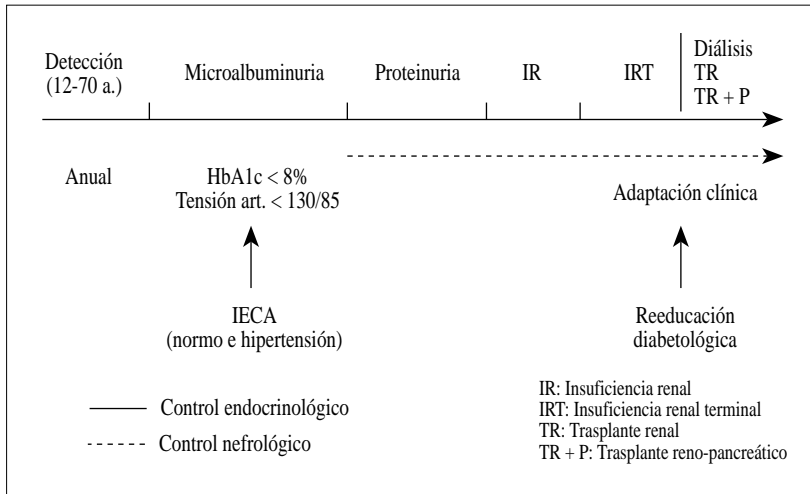 Detección
(12-70 a.)
Microalbuminuria
Proteinuria
IR
IRT
Diálisis
TR
TR + P
Anual
HbA1c < 8%
Tensión art. < 130/85
Adaptación clínica
IECA
(normo e hipertensión)
Reeducación
diabetológica
Control endocrinológico
Control nefrológico
IR: Insuficiencia renal
IRT: Insuficiencia renal terminal
TR: Trasplante renal
TR + P: Trasplante reno-pancreático